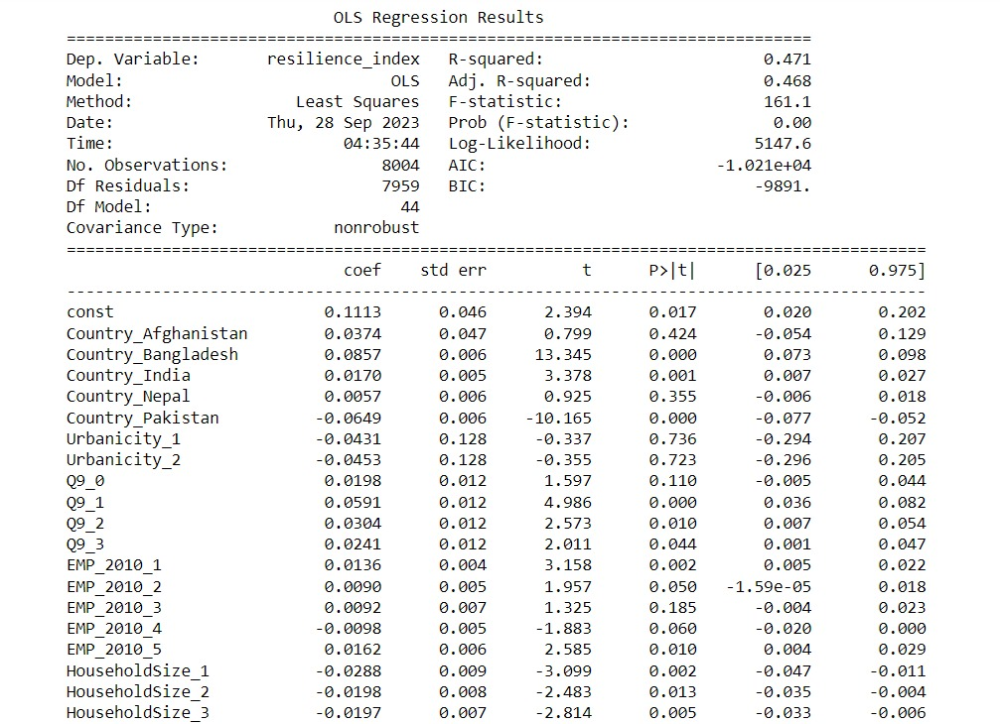 OLS Regression Results
==============================================================================
Dep. Variable: resilience_index R-squared: 0.471
Model: OLS Adj. R-squared: 0.468
Method: Least Squares F-statistic: 161.1
Date: Thu, 28 Sep 2023 Prob (F-statistic): 0.00
Time: 04:35:44 Log-Likelihood: 5147.6
No. Observations: 8004 AIC: -1.021e+04
Df Residuals: 7959 BIC: -9891.
Df Model: 44
Covariance Type: nonrobust
==========================================================================================
coef std err t P>|t| [0.025 0.975]
------------------------------------------------------------------------------------------
const 0.1113 0.046 2.394 0.017 0.020 0.202
Country_Afghanistan 0.0374 0.047 0.799 0.424 -0.054 0.129
Country_Bangladesh 0.0857 0.006 13.345 0.000 0.073 0.098
Country_India 0.0170 0.005 3.378 0.001 0.007 0.027
Country_Nepal 0.0057 0.006 0.925 0.355 -0.006 0.018
Country_Pakistan -0.0649 0.006 -10.165 0.000 -0.077 -0.052
Urbanicity_1 -0.0431 0.128 -0.337 0.736 -0.294 0.207
Urbanicity_2 -0.0453 0.128 -0.355 0.723 -0.296 0.205
Q9_0 0.0198 0.012 1.597 0.110 -0.005 0.044
Q9_1 0.0591 0.012 4.986 0.000 0.036 0.082
Q9_2 0.0304 0.012 2.573 0.010 0.007 0.054
Q9_3 0.0241 0.012 2.011 0.044 0.001 0.047
EMP_2010_1 0.0136 0.004 3.158 0.002 0.005 0.022
EMP_2010_2 0.0090 0.005 1.957 0.050 -1.59e-05 0.018
EMP_2010_3 0.0092 0.007 1.325 0.185 -0.004 0.023
EMP_2010_4 -0.0098 0.005 -1.883 0.060 -0.020 0.000
EMP_2010_5 0.0162 0.006 2.585 0.010 0.004 0.029
HouseholdSize_1 -0.0288 0.009 -3.099 0.002 -0.047 -0.011
HouseholdSize_2 -0.0198 0.008 -2.483 0.013 -0.035 -0.004
HouseholdSize_3 -0.0197 0.007 -2.814 0.005 -0.033 -0.006